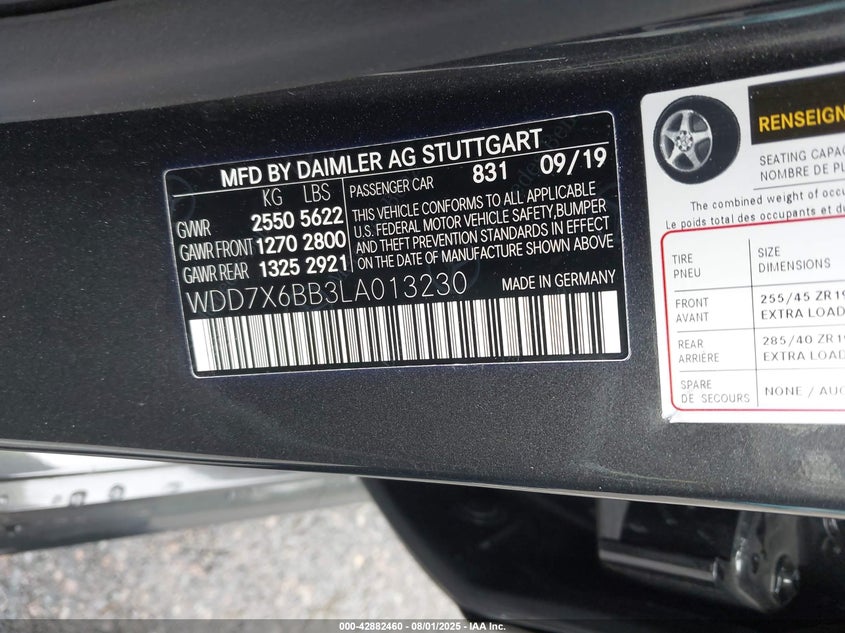 MFD BY DAIMLER AG STUTTGART
KG LBS
PASSENGER CAR 831 09/19
GVWR 2550 5622
GAWR FRONT 1270 2800
GAWR REAR 1325 2921
THIS VEHICLE CONFORMS TO ALL APPLICABLE
U.S. FEDERAL MOTOR VEHICLE SAFETY, BUMPER
AND THEFT PREVENTION STANDARDS IN EFFECT
ON THE DATE OF MANUFACTURE SHOWN ABOVE
WDD7X6BB3LA013230
MADE IN GERMANY
RENSEIGN
SEATING CAPA
NOMBRE DE PL
The combined weight of occu
Le poids total des occupants et du
TIRE
PNEU
SIZE
DIMENSIONS
FRONT
AVANT
255/45 ZR19
EXTRA LOAD
REAR
ARRIÈRE
285/40 ZR19
EXTRA LOAD
SPARE
DE SECOURS
NONE / AUC
000-42882460 - 08/01/2025 - IAA Inc.